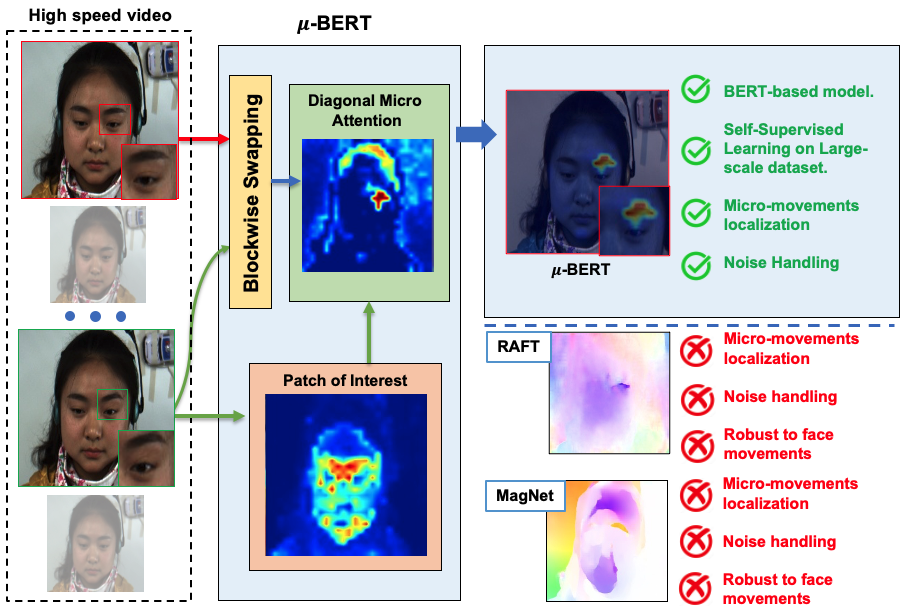 High speed video
μ-BERT
Blockwise Swapping
Diagonal Micro
Attention
Patch of Interest
μ-BERT
BERT-based model.
Self-Supervised
Learning on Large-
scale dataset.
Micro-movements
localization
Noise Handling
RAFT
Micro-movements
localization
Noise handling
Robust to face
movements
MagNet
Micro-movements
localization
Noise handling
Robust to face
movements